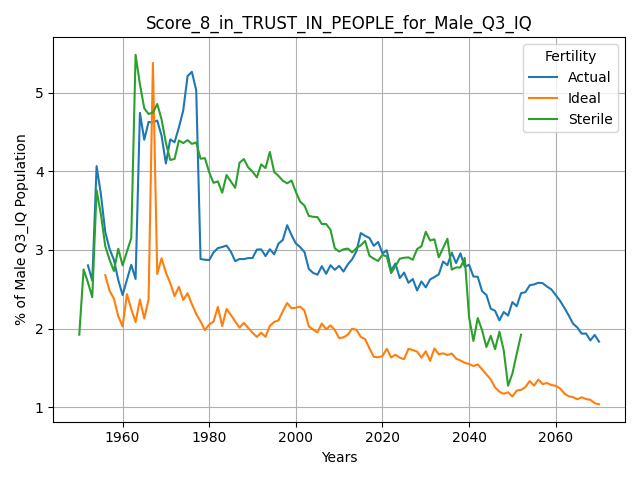 Score_8_in_TRUST_IN_PEOPLE_for_Male_Q3_IQ
Fertility
Actual
Ideal
Sterile
% of Male Q3_IQ Population
5
4
3
2
1
1960 1980 2000 2020 2040 2060
Years